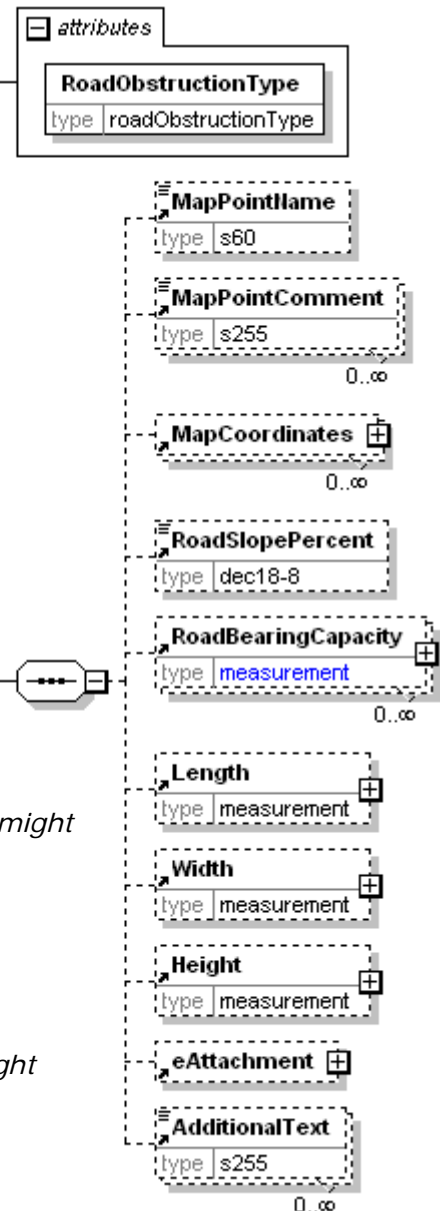 attributes
RoadObstructionType
type roadObstructionType
MapPointName
type s60
MapPointComment
type s255
0..∞
MapCoordinates
0..∞
RoadSlopePercent
type dec18-8
RoadBearingCapacity
type measurement
0..∞
Length
type measurement
might
Width
type measurement
Height
type measurement
ght
eAttachment
AdditionalText
type s255
0..∞